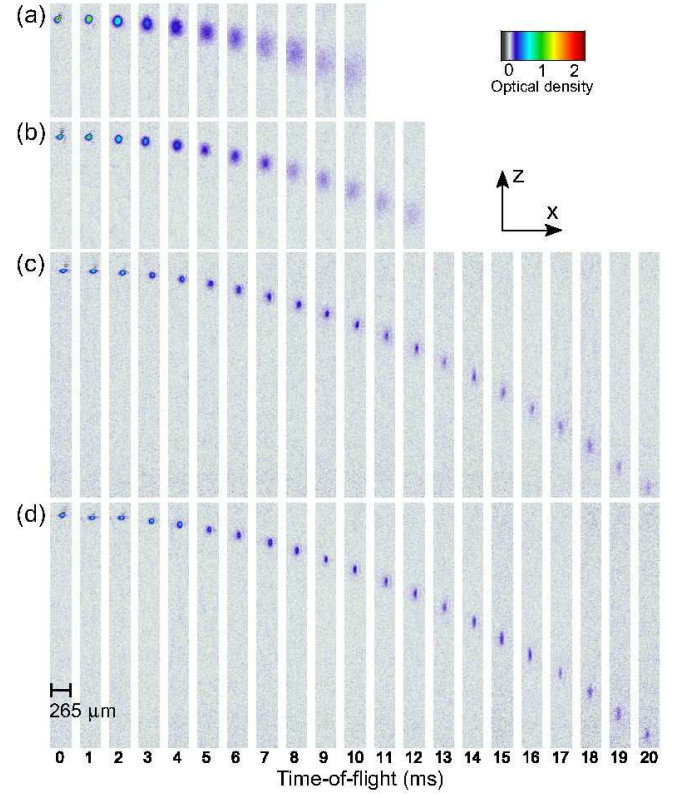 (a)
0 1 2
Optical density
(b)
z
x
(c)
(d)
265 μm
0 1 2 3 4 5 6 7 8 9 10 11 12 13 14 15 16 17 18 19 20
Time-of-flight (ms)